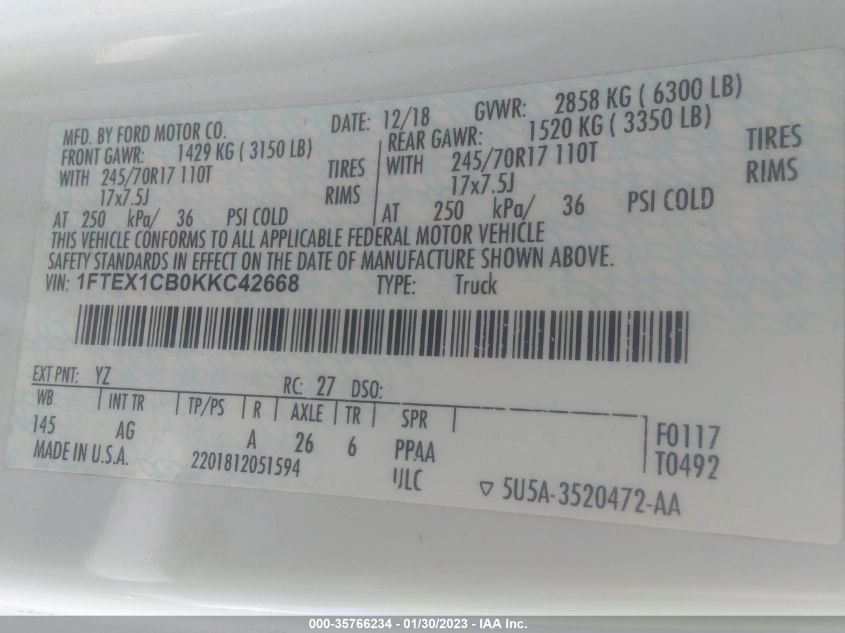 MFD. BY FORD MOTOR CO. DATE: 12/18 GVWR: 2858 KG ( 6300 LB)
FRONT GAWR: 1429 KG ( 3150 LB) REAR GAWR: 1520 KG ( 3350 LB)
WITH 245/70R17 110T TIRES WITH 245/70R17 110T TIRES
17x7.5J RIMS 17x7.5J RIMS
AT 250 kPa/ 36 PSI COLD AT 250 kPa/ 36 PSI COLD
THIS VEHICLE CONFORMS TO ALL APPLICABLE FEDERAL MOTOR VEHICLE
SAFETY STANDARDS IN EFFECT ON THE DATE OF MANUFACTURE SHOWN ABOVE.
VIN: 1FTEX1CB0KKC42668 TYPE: Truck
EXT PNT: YZ RC: 27 DSO:
WB INT TR TP/PS R AXLE TR SPR
145 AG A 26 6 PPAA F0117
MADE IN U.S.A. 2201812051594 UJLC T0492
5U5A-3520472-AA
000-35766234 - 01/30/2023 - IAA Inc.